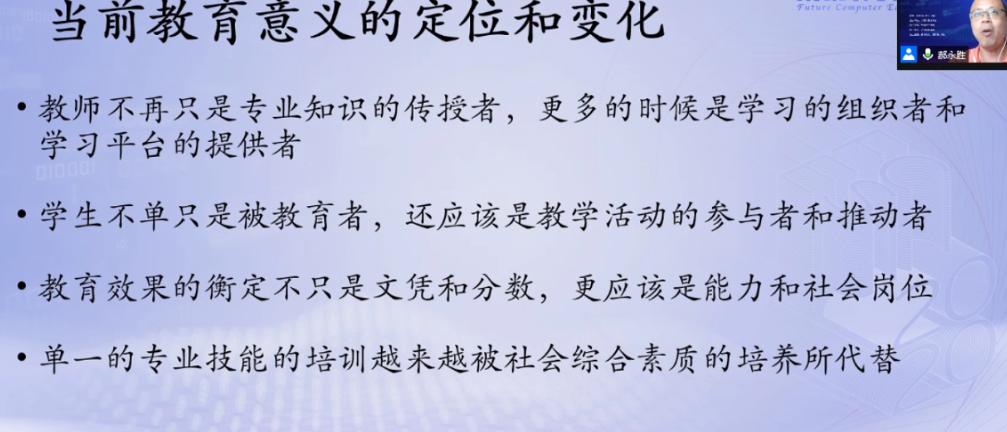 当前教育意义的定位和变化
Future Computer
郝永胜
• 教师不再只是专业知识的传授者，更多的时候是学习的组织者和
学习平台的提供者
• 学生不单只是被教育者，还应该是教学活动的参与者和推动者
• 教育效果的衡定不只是文凭和分数，更应该是能力和社会岗位
• 单一的专业技能的培训越来越被社会综合素质的培养所代替